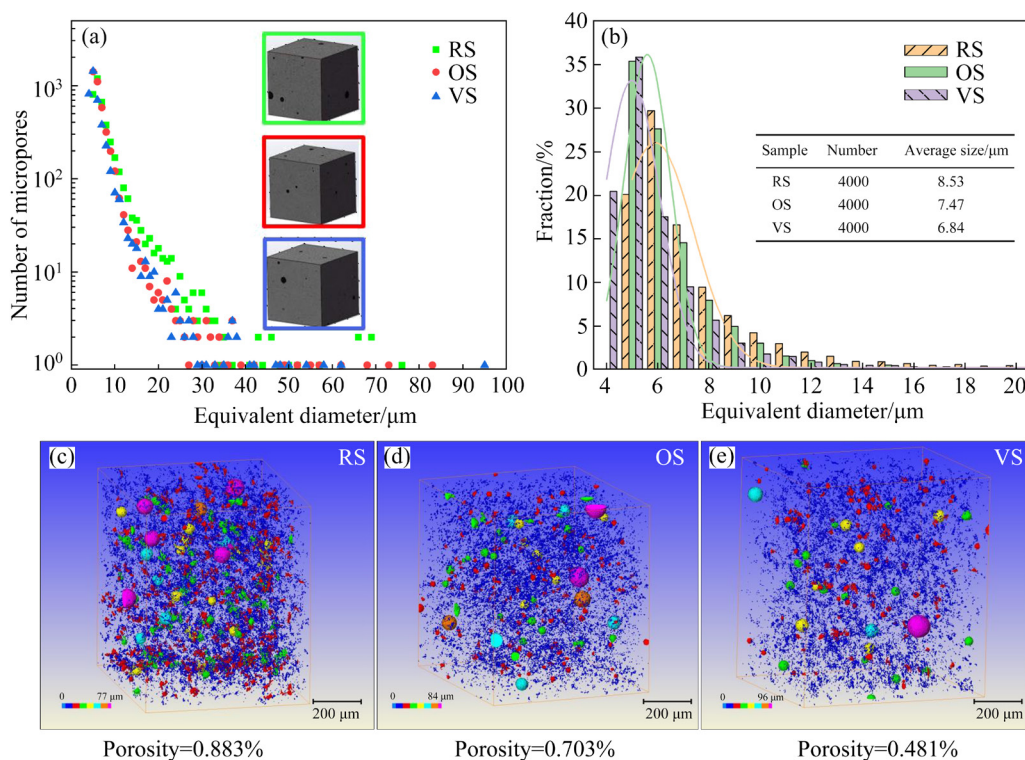 (a)
RS
OS
VS
Number of micropores
10³
10²
10¹
10⁰
0 10 20 30 40 50 60 70 80 90 100
Equivalent diameter/μm
(b)
RS
OS
VS
Fraction/%
40
35
30
25
20
15
10
5
0
4 6 8 10 12 14 16 18 20
Equivalent diameter/μm
Sample Number Average size/μm
RS 4000 8.53
OS 4000 7.47
VS 4000 6.84
(c) RS
0 77 μm
200 μm
Porosity=0.883%
(d) OS
0 84 μm
200 μm
Porosity=0.703%
(e) VS
0 96 μm
200 μm
Porosity=0.481%